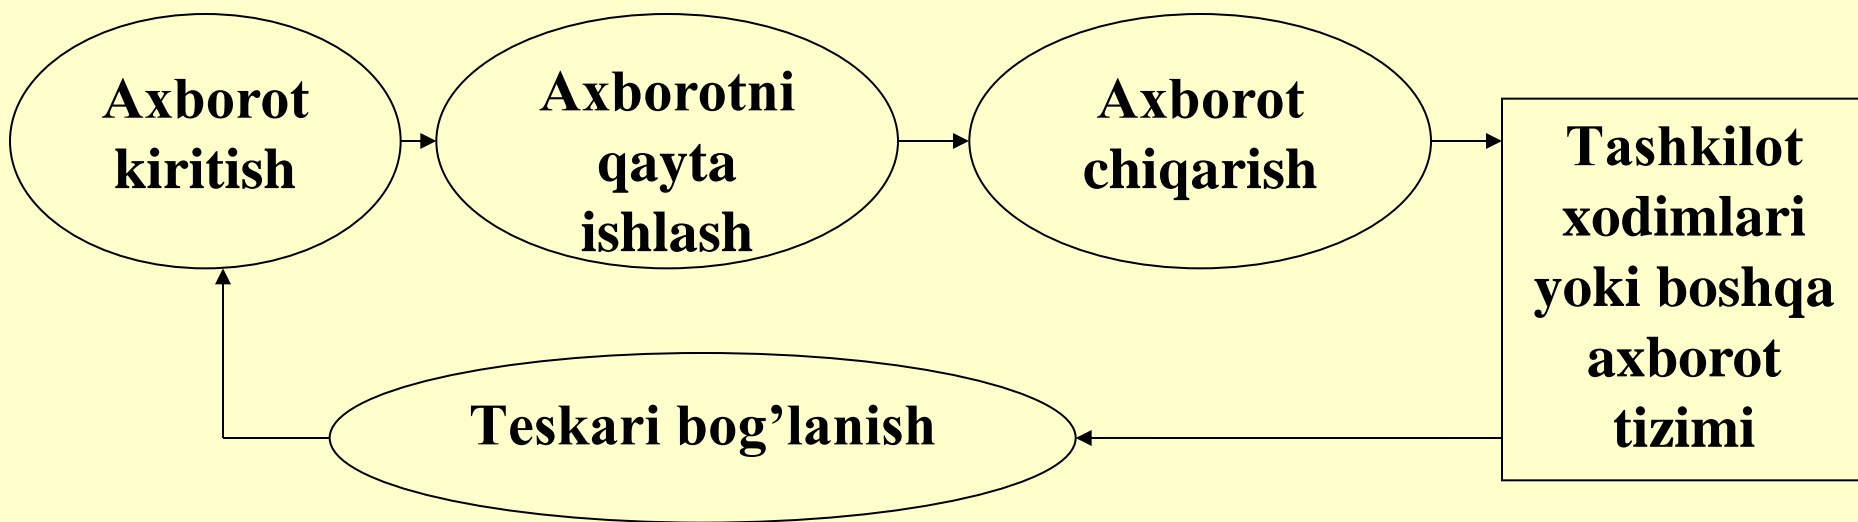 Axborot
kiritish
Axborotni
qayta
ishlash
Axborot
chiqarish
Tashkilot
xodimlari
yoki boshqa
axborot
tizimi
Teskari bog’lanish